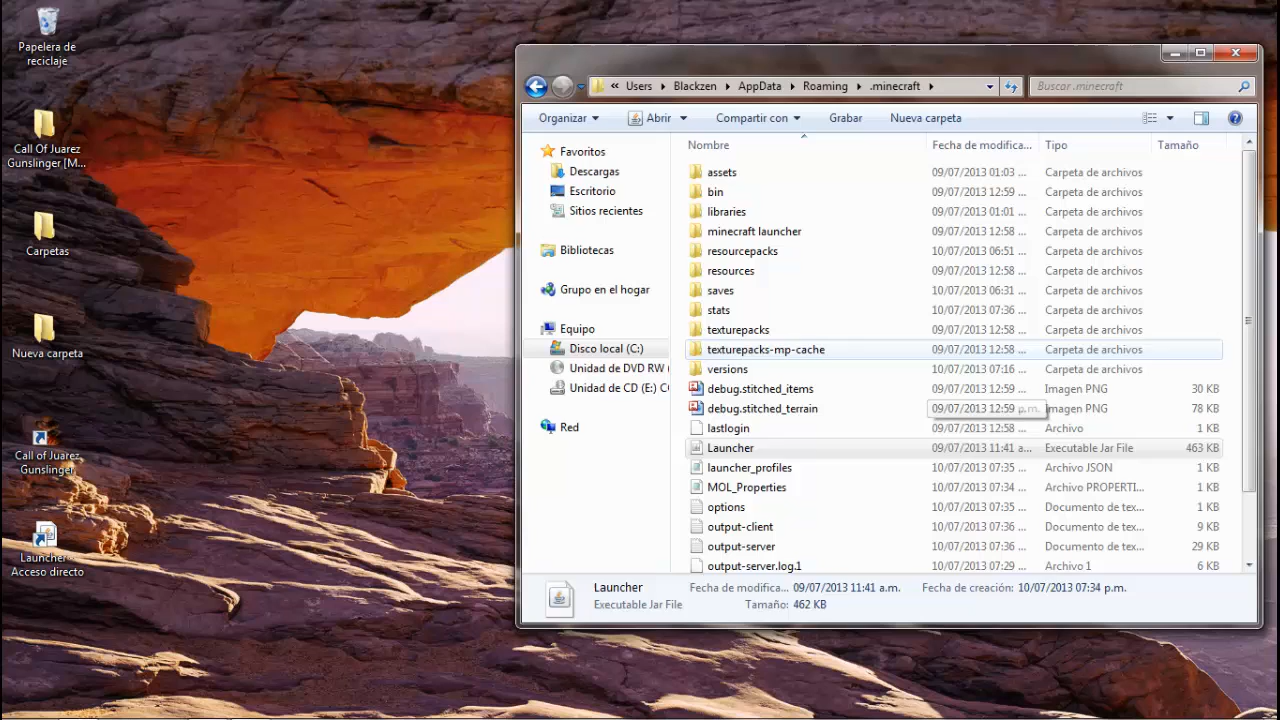 Papelera de
reciclaje
Call Of Juarez
Gunslinger [M...
Carpetas
Nueva carpeta
Call of Juarez
Gunslinger
Launcher -
Acceso directo
« Users Blackzen AppData Roaming .minecraft
Buscar .minecraft
Organizar Abrir Compartir con Grabar Nueva carpeta
Favoritos
Descargas
Escritorio
Sitios recientes
Bibliotecas
Grupo en el hogar
Equipo
Disco local (C:)
Unidad de DVD RW (
Unidad de CD (E:) C
Red
Nombre Fecha de modifica... Tipo Tamaño
assets 09/07/2013 01:03 ... Carpeta de archivos
bin 09/07/2013 12:59 ... Carpeta de archivos
libraries 09/07/2013 01:01 ... Carpeta de archivos
minecraft launcher 09/07/2013 12:58 ... Carpeta de archivos
resourcepacks 10/07/2013 06:51 ... Carpeta de archivos
resources 09/07/2013 12:58 ... Carpeta de archivos
saves 10/07/2013 06:31 ... Carpeta de archivos
stats 10/07/2013 07:36 ... Carpeta de archivos
texturepacks 09/07/2013 12:58 ... Carpeta de archivos
texturepacks-mp-cache 09/07/2013 12:58 ... Carpeta de archivos
versions 10/07/2013 07:16 ... Carpeta de archivos
debug.stitched_items 09/07/2013 12:59 ... Imagen PNG 30 KB
debug.stitched_terrain 09/07/2013 12:59 p.m. Imagen PNG 78 KB
lastlogin 09/07/2013 12:58 ... Archivo 1 KB
Launcher 09/07/2013 11:41 a... Executable Jar File 463 KB
launcher_profiles 10/07/2013 07:35 ... Archivo JSON 1 KB
MOL_Properties 10/07/2013 07:34 ... Archivo PROPERTI... 1 KB
options 10/07/2013 07:35 ... Documento de tex... 1 KB
output-client 10/07/2013 07:36 ... Documento de tex... 9 KB
output-server 10/07/2013 07:36 ... Documento de tex... 29 KB
output-server.log.1 10/07/2013 07:29 ... Archivo 1 6 KB
Launcher Fecha de modifica... 09/07/2013 11:41 a.m. Fecha de creación: 10/07/2013 07:34 p.m.
Executable Jar File Tamaño: 462 KB